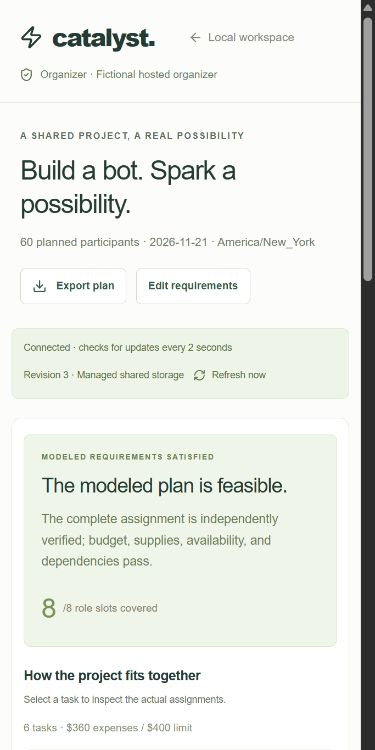 catalyst.
Local workspace
Organizer · Fictional hosted organizer
A SHARED PROJECT, A REAL POSSIBILITY
Build a bot. Spark a
possibility.
60 planned participants · 2026-11-21 · America/New_York
Export plan
Edit requirements
Connected · checks for updates every 2 seconds
Revision 3 · Managed shared storage
Refresh now
MODELED REQUIREMENTS SATISFIED
The modeled plan is feasible.
The complete assignment is independently
verified; budget, supplies, availability, and
dependencies pass.
8 /8 role slots covered
How the project fits together
Select a task to inspect the actual assignments.
6 tasks · $360 expenses / $400 limit